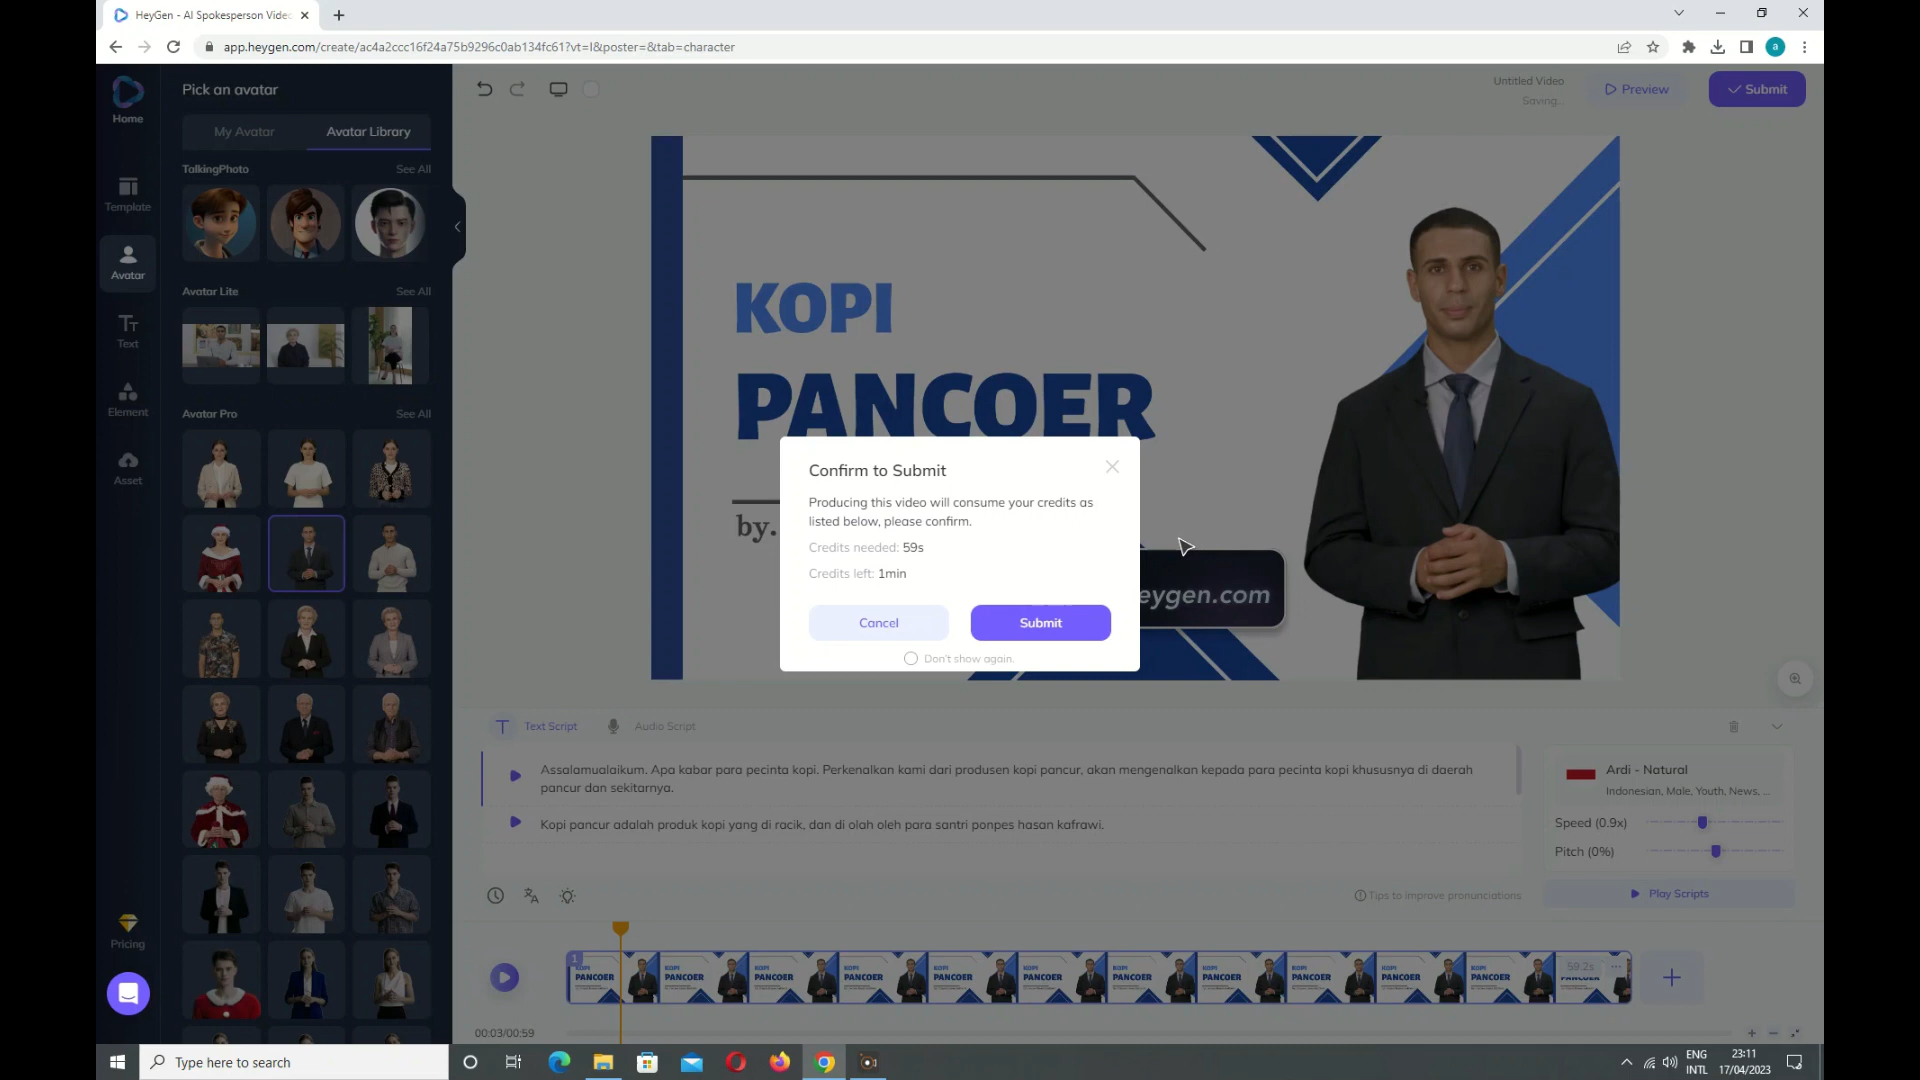 HeyGen - AI Spokesperson Video
app.heygen.com/create/ac4a2ccc16f24a75b9296c0ab134fc61?vt=l&poster=&tab=character
a
Home
Template
Avatar
Text
Element
Asset
Pricing
Pick an avatar
My Avatar
Avatar Library
TalkingPhoto
See All
Avatar Lite
See All
Avatar Pro
See All
Untitled Video
Saving...
Preview
Submit
KOPI
PANCOER
by.
eygen.com
Confirm to Submit
Producing this video will consume your credits as
listed below, please confirm.
Credits needed: 59s
Credits left: 1min
Cancel
Submit
Don't show again.
Text Script
Audio Script
Assalamualaikum. Apa kabar para pecinta kopi. Perkenalkan kami dari produsen kopi pancur, akan mengenalkan kepada para pecinta kopi khususnya di daerah
pancur dan sekitarnya.
Kopi pancur adalah produk kopi yang di racik, dan di olah oleh para santri ponpes hasan kafrawi.
Ardi - Natural
Indonesian, Male, Youth, News, ...
Speed (0.9x)
Pitch (0%)
Tips to improve pronunciations
Play Scripts
1
59.2s
00:03/00:59
Type here to search
ENG
INTL
23:11
17/04/2023